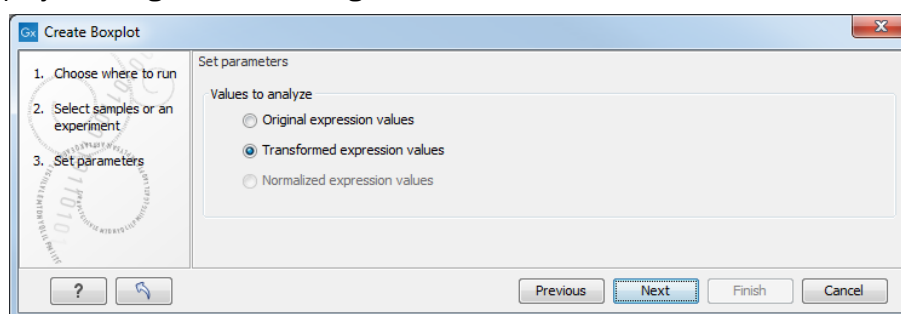 Gx Create Boxplot
1. Choose where to run
2. Select samples or an
experiment
3. Set parameters
Set parameters
Values to analyze
Original expression values
Transformed expression values
Normalized expression values
?
Previous
Next
Finish
Cancel